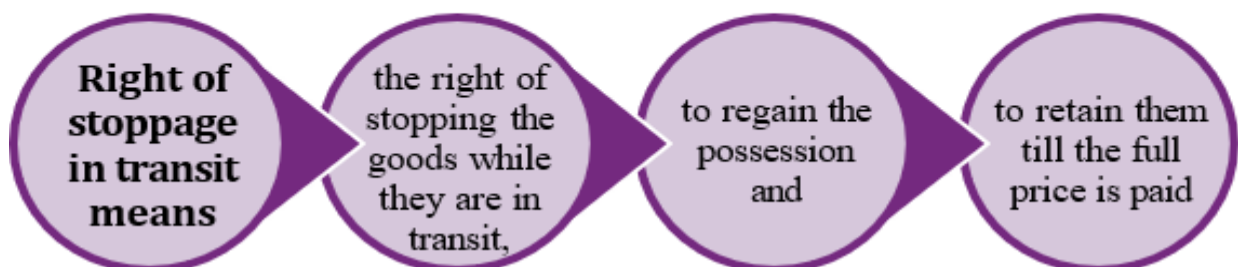 Right of
stoppage
in transit
means
the right of
stopping the
goods while
they are in
transit,
to regain the
possession
and
to retain them
till the full
price is paid